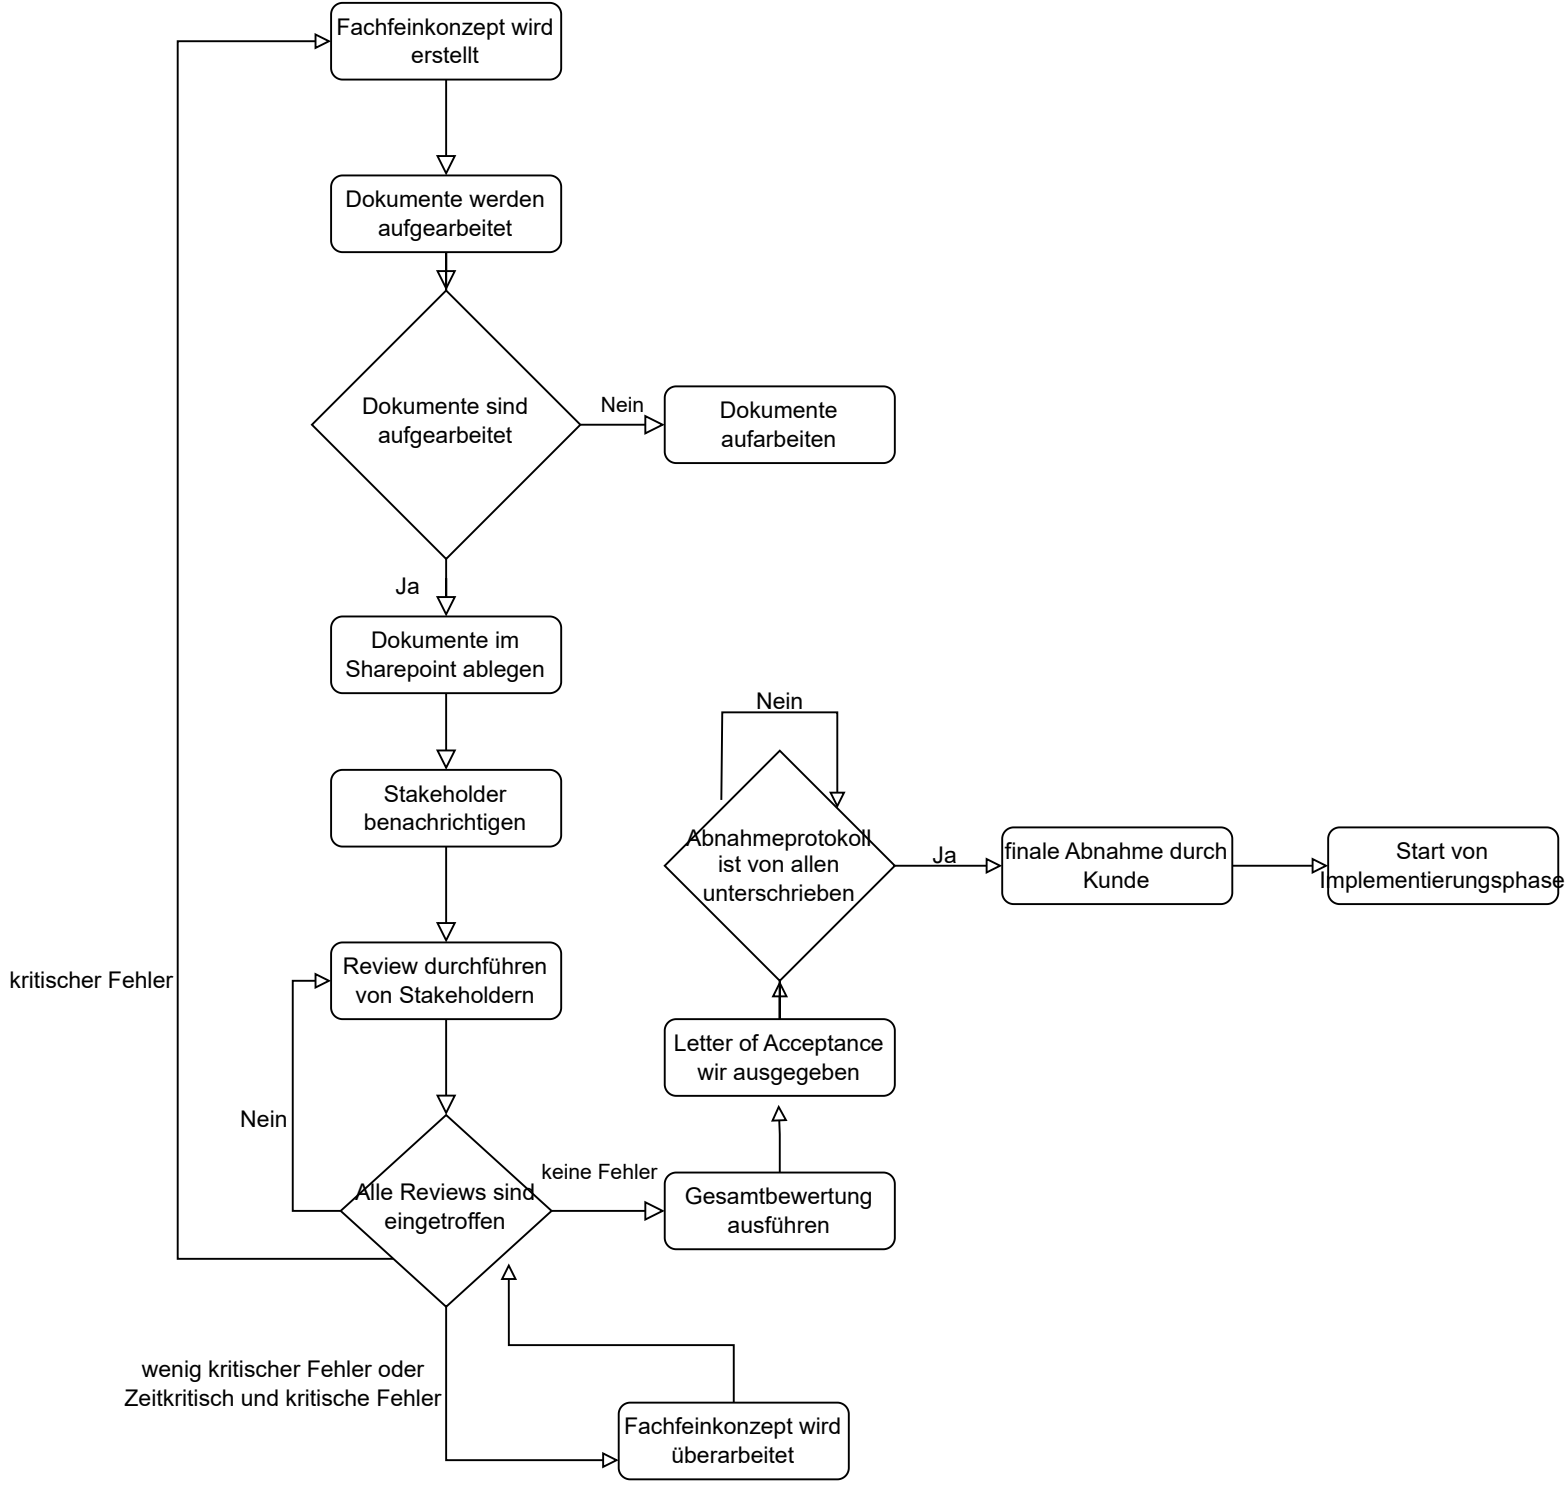 Fachfeinkonzept wird
erstellt
Dokumente werden
aufgearbeitet
Dokumente sind
aufgearbeitet
Nein
Dokumente
aufarbeiten
Ja
Dokumente im
Sharepoint ablegen
Stakeholder
benachrichtigen
Nein
Abnahmeprotokoll
ist von allen
unterschrieben
Ja
finale Abnahme durch
Kunde
Start von
Implementierungsphase
kritischer Fehler
Review durchführen
von Stakeholdern
Letter of Acceptance
wir ausgegeben
Nein
Alle Reviews sind
eingetroffen
keine Fehler
Gesamtbewertung
ausführen
wenig kritischer Fehler oder
Zeitkritisch und kritische Fehler
Fachfeinkonzept wird
überarbeitet